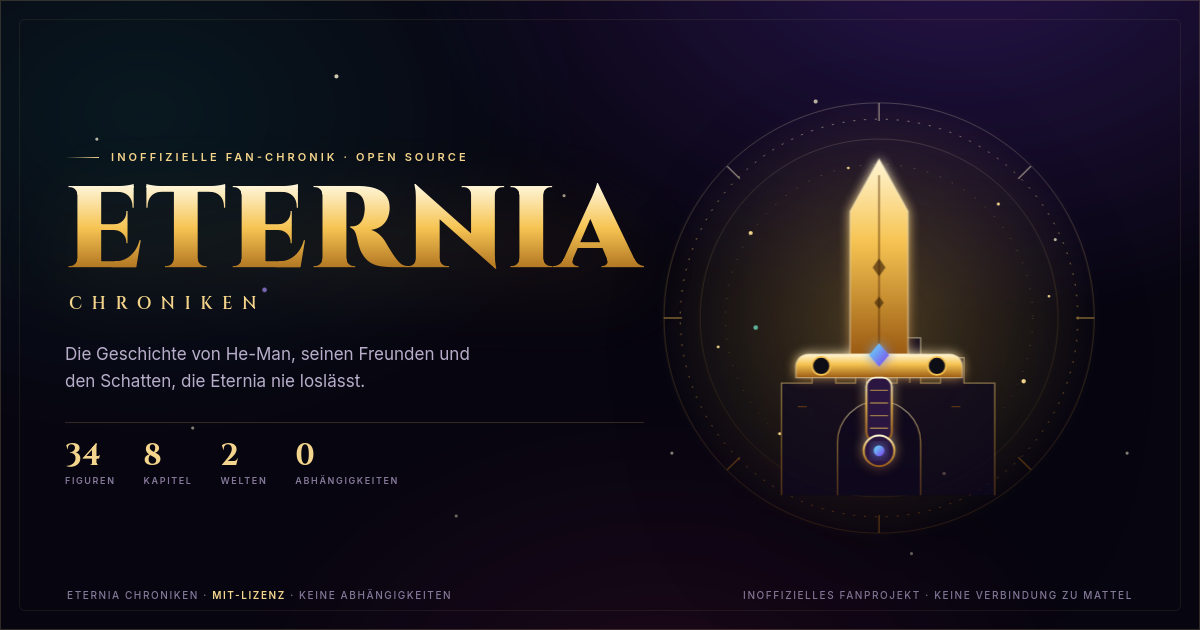 INOFFIZIELLE FAN-CHRONIK · OPEN SOURCE
ETERNIA
CHRONIKEN
Die Geschichte von He-Man, seinen Freunden und
den Schatten, die Eternia nie loslässt.
34 8 2 0
FIGUREN KAPITEL WELTEN ABHÄNGIGKEITEN
ETERNIA CHRONIKEN · MIT-LIZENZ · KEINE ABHÄNGIGKEITEN
INOFFIZIELLES FANPROJEKT · KEINE VERBINDUNG ZU MATTEL